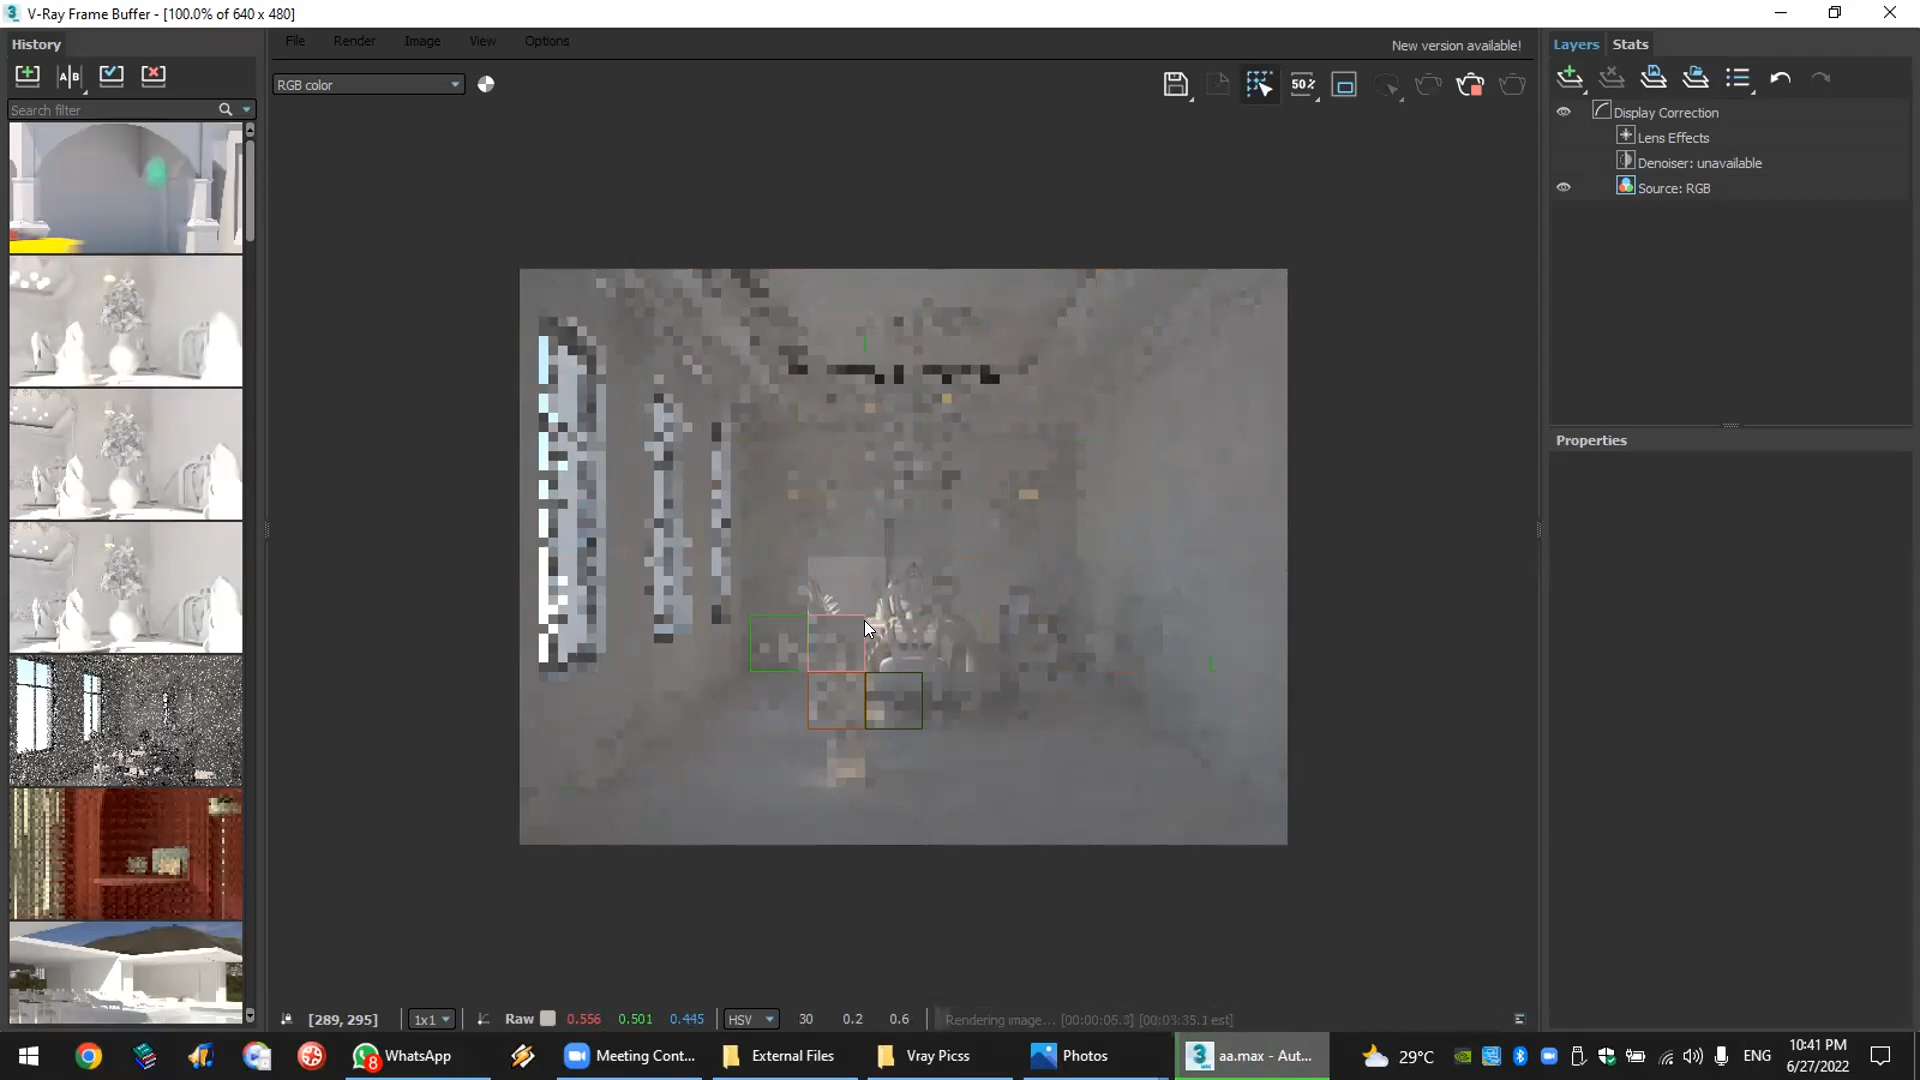 V-Ray Frame Buffer - [100.0% of 640 x 480]
History
File Render Image View Options
New version available!
Layers Stats
A|B
RGB color
50%
Search filter
Display Correction
Lens Effects
Denoiser: unavailable
Source: RGB
Properties
[289, 295] 1x1 Raw 0.556 0.501 0.445 HSV 30 0.2 0.6 Rendering image... [00:00:05.9] [00:03:35.1 est]
8 WhatsApp Meeting Cont... External Files Vray Picss Photos aa.max - Aut... 29°C ENG
10:41 PM
6/27/2022